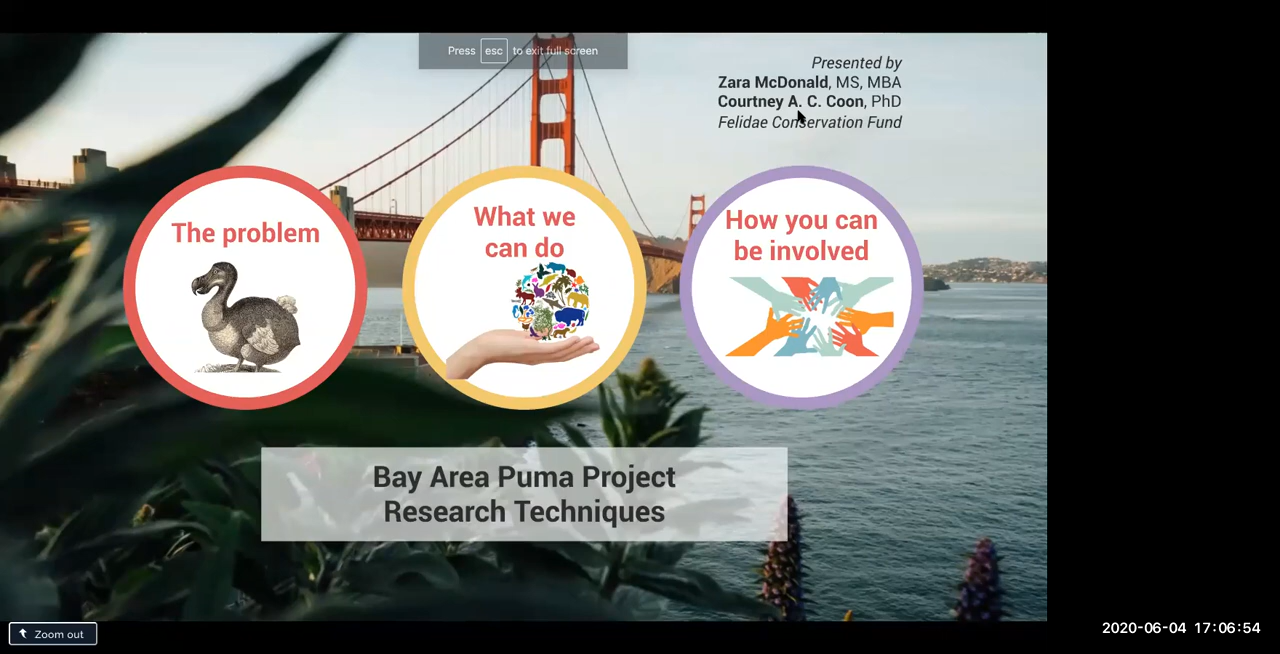 Press esc to exit full screen
Presented by
Zara McDonald, MS, MBA
Courtney A. C. Coon, PhD
Felidae Conservation Fund
The problem
What we
can do
How you can
be involved
Bay Area Puma Project
Research Techniques
Zoom out
2020-06-04 17:06:54